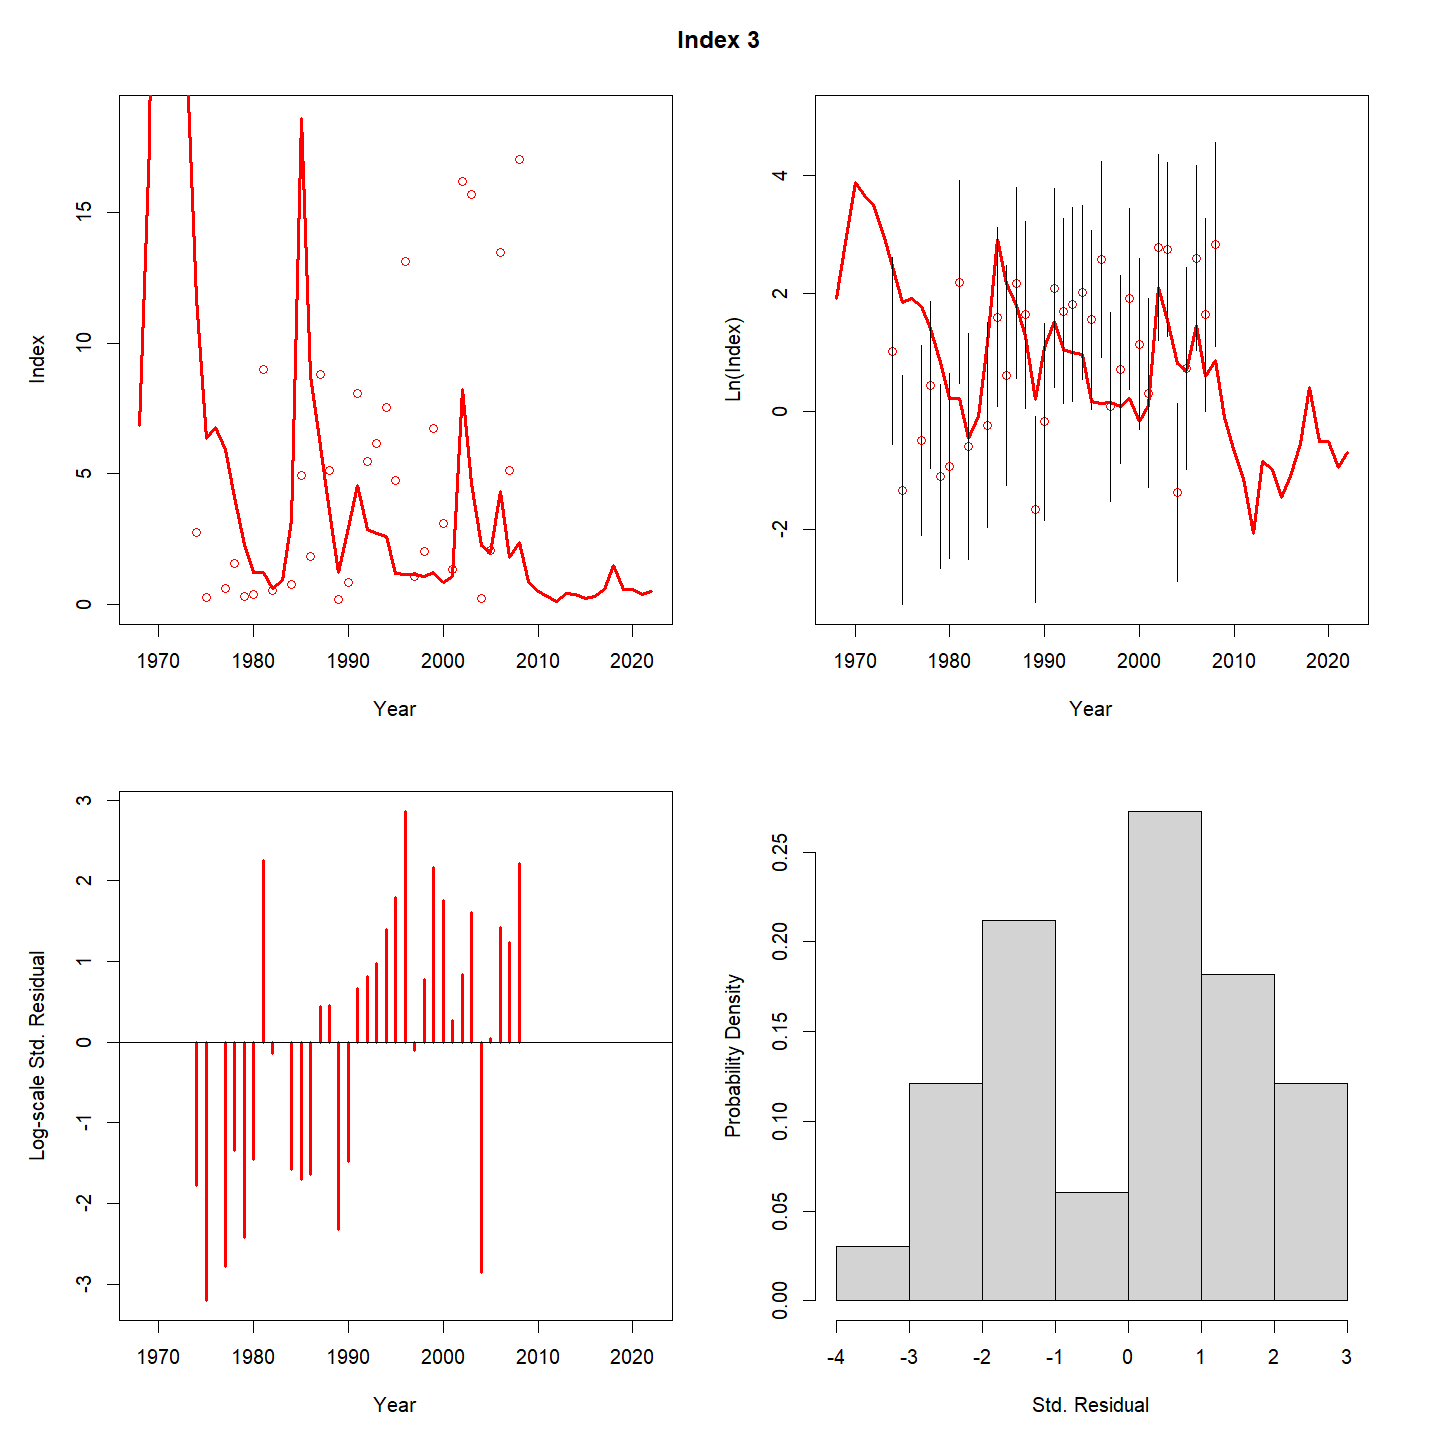 Index 3
Index
0 5 10 15
1970 1980 1990 2000 2010 2020
Year
Ln(Index)
-2 0 2 4
1970 1980 1990 2000 2010 2020
Year
Log-scale Std. Residual
-3 -2 -1 0 1 2 3
1970 1980 1990 2000 2010 2020
Year
Probability Density
0.00 0.05 0.10 0.15 0.20 0.25
-4 -3 -2 -1 0 1 2 3
Std. Residual